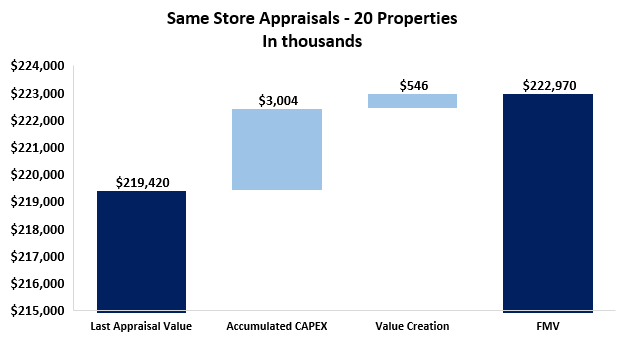 Same Store Appraisals - 20 Properties
In thousands
$224,000
$223,000
$222,000
$221,000
$220,000
$219,000
$218,000
$217,000
$216,000
$215,000
$219,420
$3,004
$546
$222,970
Last Appraisal Value
Accumulated CAPEX
Value Creation
FMV